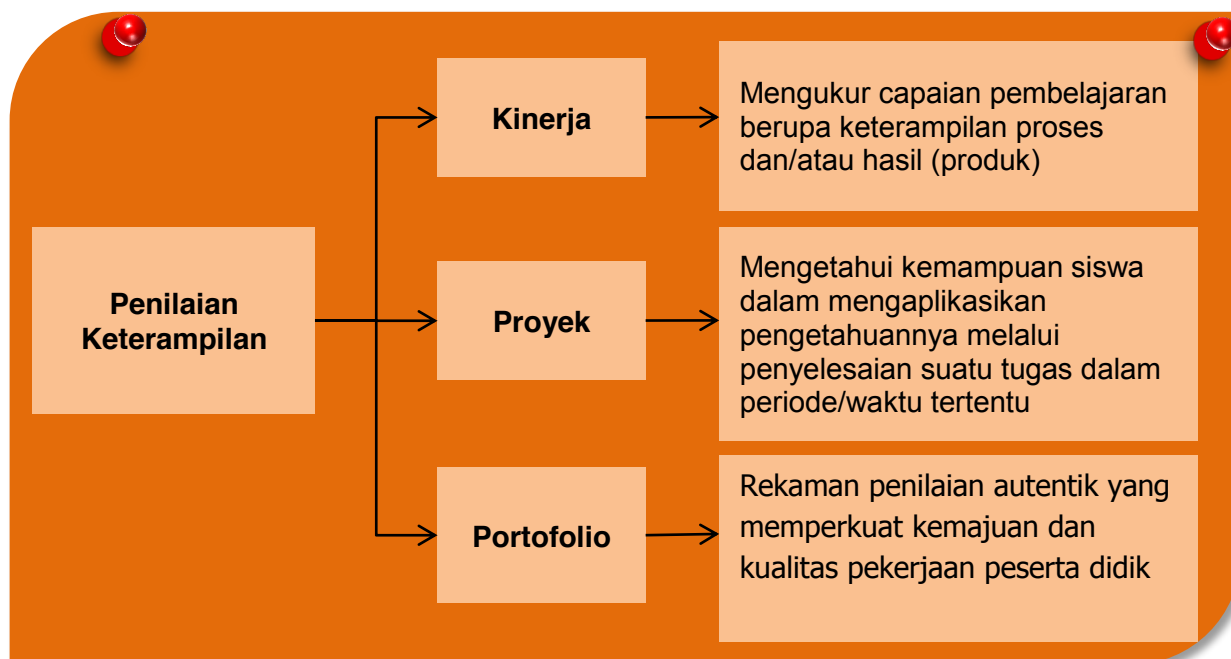 Penilaian
Keterampilan
Kinerja
Mengukur capaian pembelajaran
berupa keterampilan proses
dan/atau hasil (produk)
Proyek
Mengetahui kemampuan siswa
dalam mengaplikasikan
pengetahuannya melalui
penyelesaian suatu tugas dalam
periode/waktu tertentu
Portofolio
Rekaman penilaian autentik yang
memperkuat kemajuan dan
kualitas pekerjaan peserta didik